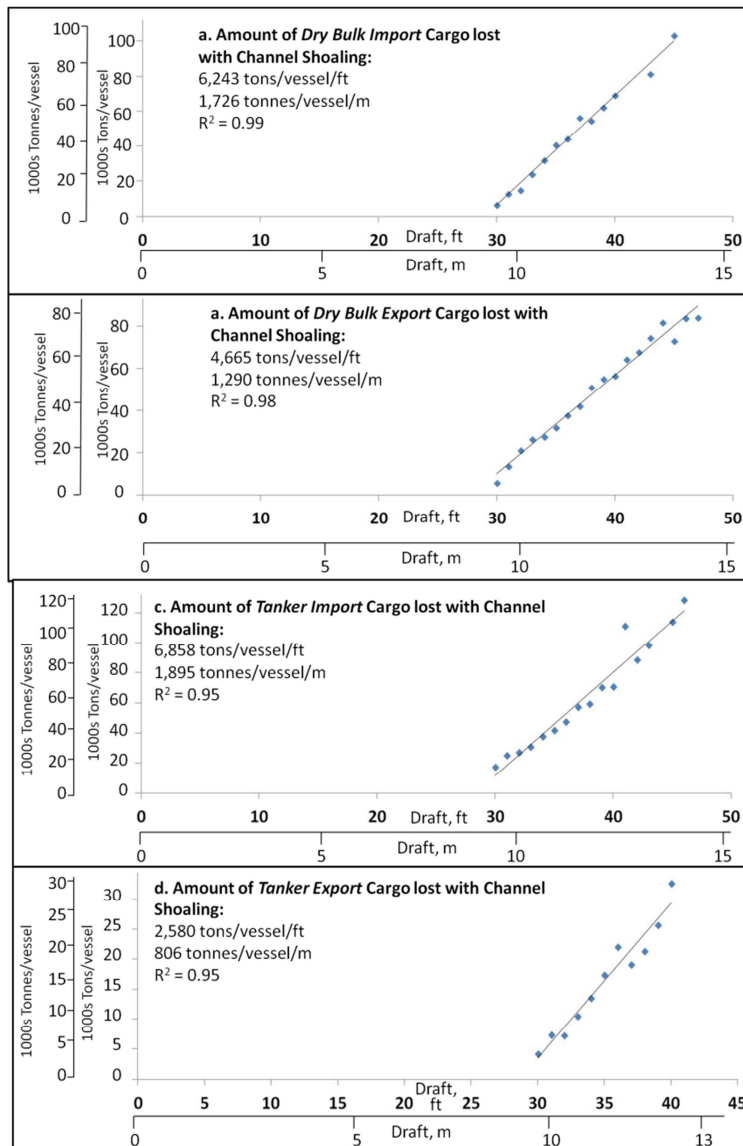 a. Amount of Dry Bulk Import Cargo lost
with Channel Shoaling:
6,243 tons/vessel/ft
1,726 tonnes/vessel/m
R² = 0.99
1000s Tonnes/vessel
100
80
60
40
20
0
1000s Tons/vessel
100
80
60
40
20
0
0 10 20 30 40 50
Draft, ft
0 5 10 15
Draft, m
a. Amount of Dry Bulk Export Cargo lost with
Channel Shoaling:
4,665 tons/vessel/ft
1,290 tonnes/vessel/m
R² = 0.98
1000s Tonnes/vessel
80
60
40
20
0
1000s Tons/vessel
80
60
40
20
0
0 10 20 30 40 50
Draft, ft
0 5 10 15
Draft, m
c. Amount of Tanker Import Cargo lost with Channel
Shoaling:
6,858 tons/vessel/ft
1,895 tonnes/vessel/m
R² = 0.95
1000s Tonnes/vessel
120
100
80
60
40
20
0
1000s Tons/vessel
120
100
80
60
40
20
0
0 10 20 30 40 50
Draft, ft
0 5 10 15
Draft, m
d. Amount of Tanker Export Cargo lost with Channel
Shoaling:
2,580 tons/vessel/ft
806 tonnes/vessel/m
R² = 0.95
1000s Tonnes/vessel
30
25
20
15
10
5
0
1000s Tons/vessel
30
25
20
15
10
5
0
Draft,
ft
0 5 10 15 20 25 30 35 40 45
0 5 10 13
Draft, m